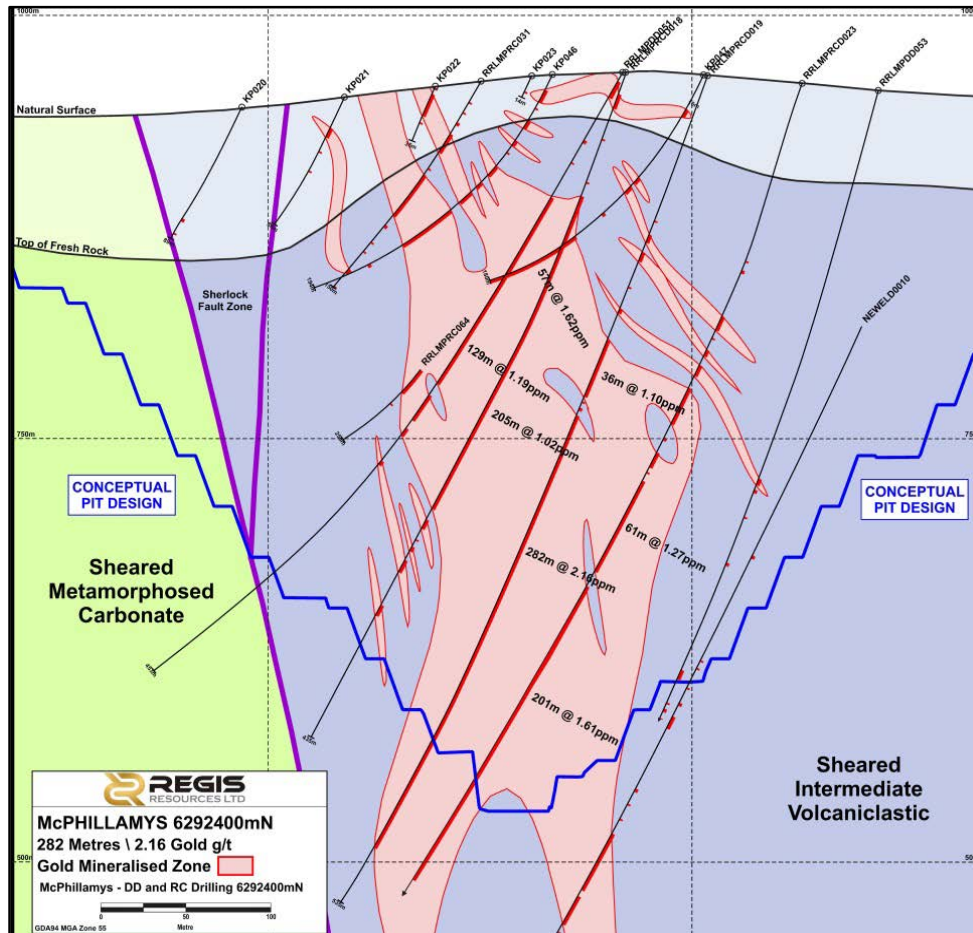 1000m
KP020
KP021
KP022
RRLMPRC031
KP023
KP046
RRLMPDD051
RRLMPRCD018
RRLMPRCD019
RRLMPRCD023
RRLMPDD053
Natural Surface
14m
Top of Fresh Rock
Sherlock
Fault Zone
NEWELD0010
RRLMPRC064
57m @ 1.62ppm
129m @ 1.19ppm
36m @ 1.10ppm
205m @ 1.02ppm
750m
CONCEPTUAL
PIT DESIGN
CONCEPTUAL
PIT DESIGN
61m @ 1.27ppm
282m @ 2.16ppm
Sheared
Metamorphosed
Carbonate
201m @ 1.61ppm
Sheared
Intermediate
Volcaniclastic
REGIS
RESOURCES LTD
McPHILLAMYS 6292400mN
282 Metres \ 2.16 Gold g/t
Gold Mineralised Zone
McPhillamys - DD and RC Drilling 6292400mN
0 50 100
Metre
GDA94 MGA Zone 55
500m